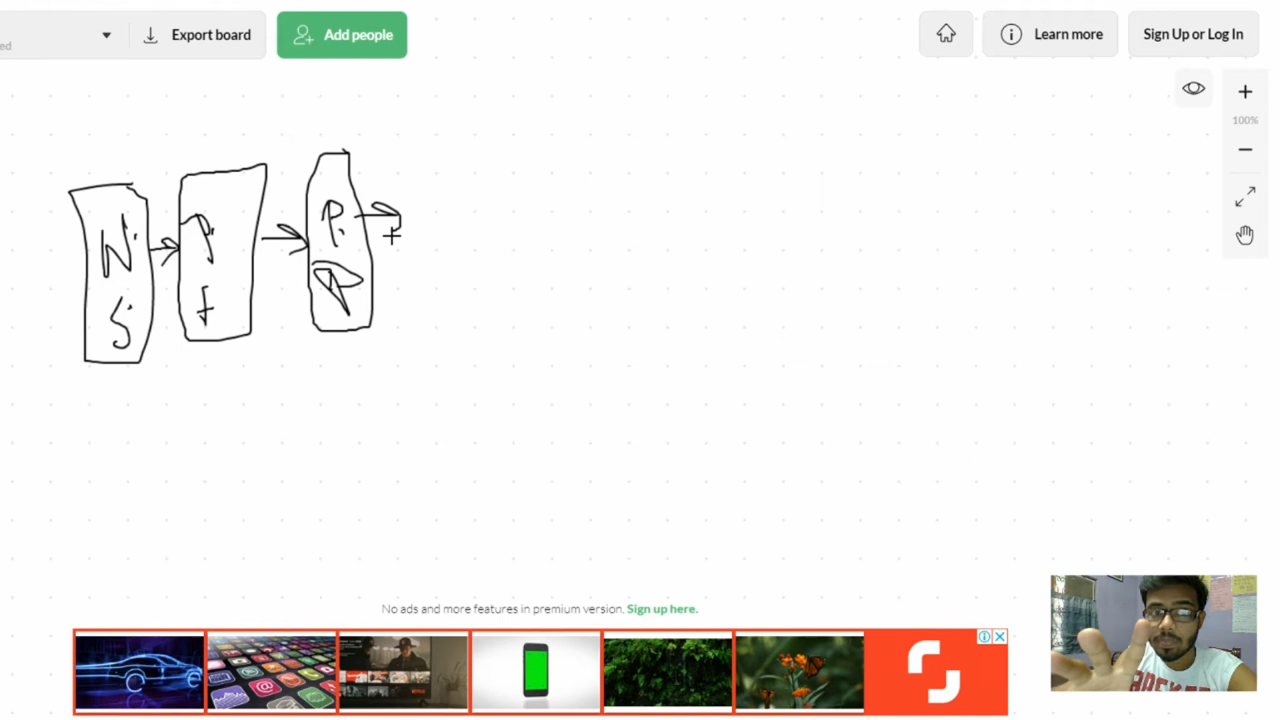 ed
Export board
Add people
Learn more
Sign Up or Log In
+
100%
−
N.
S
P.
f
P.
No ads and more features in premium version. Sign up here.